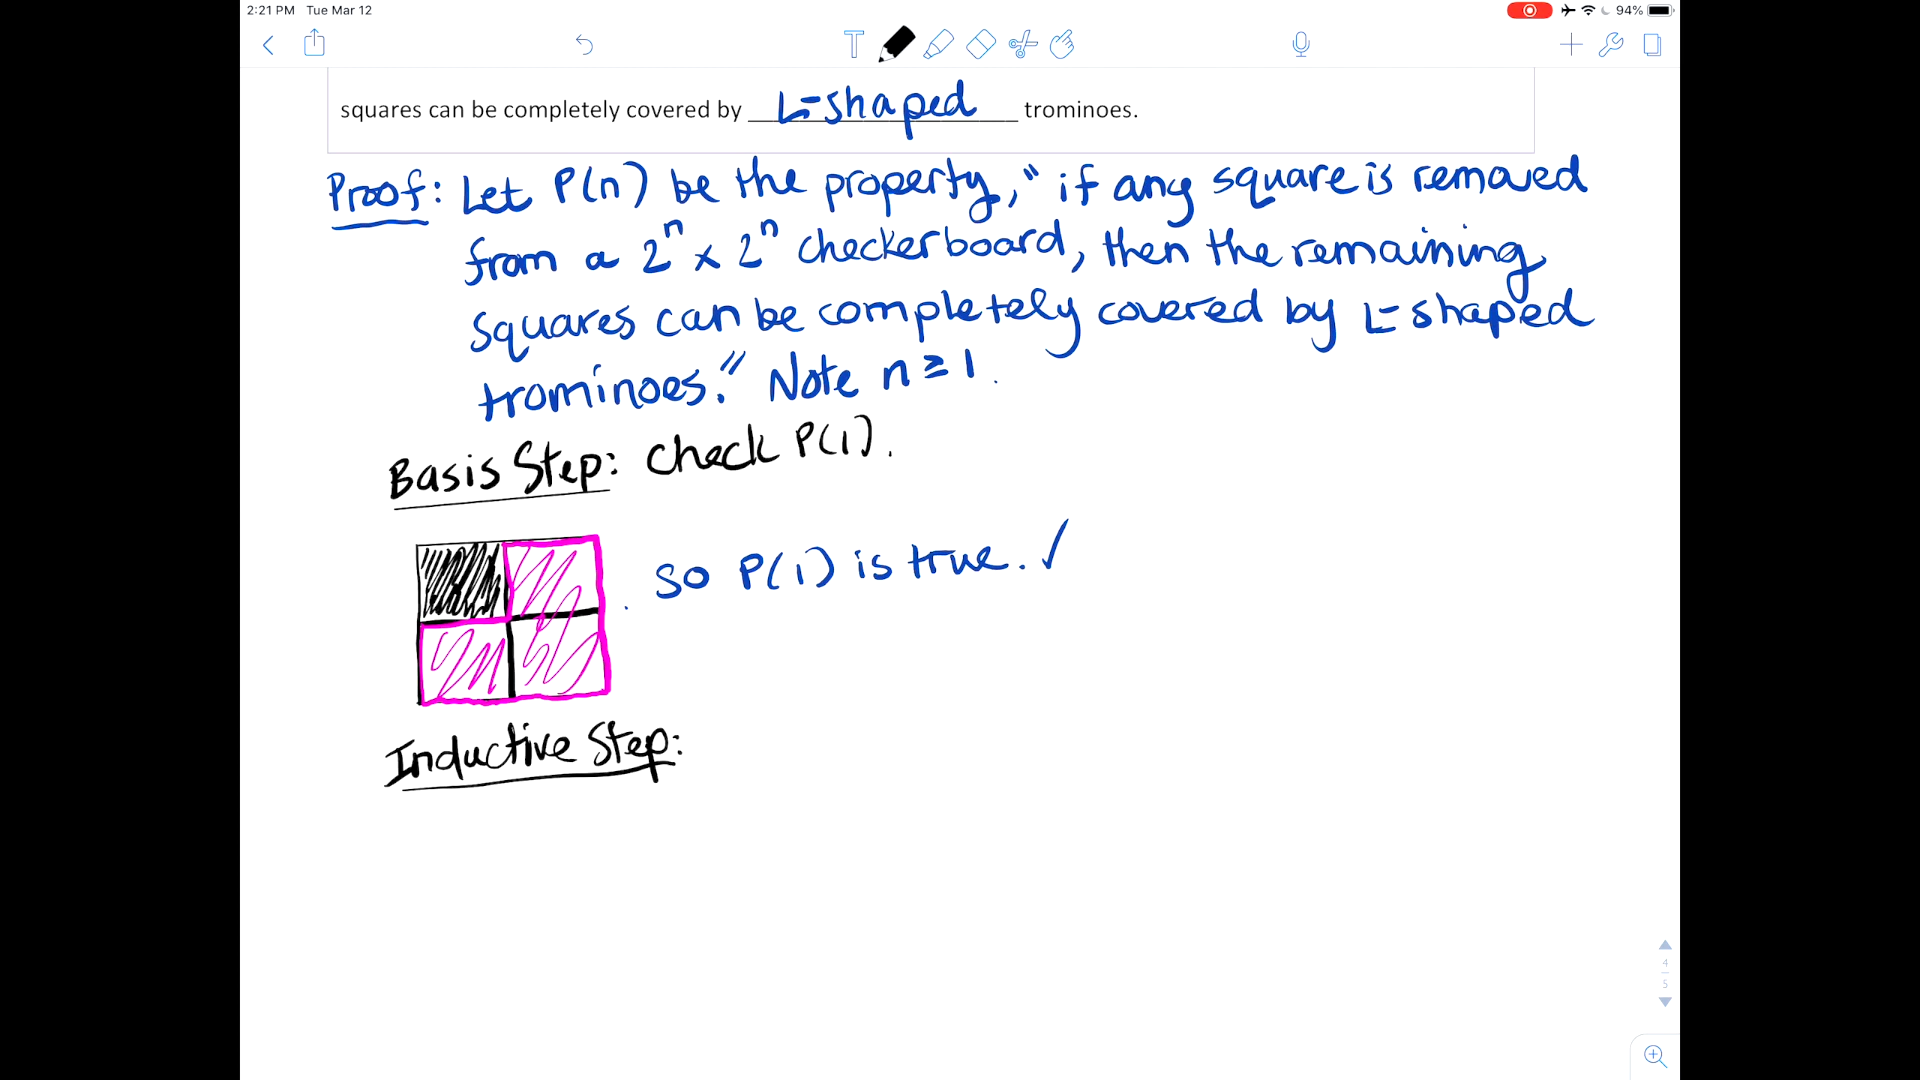 2:21 PM Tue Mar 12
94%
squares can be completely covered by L-shaped trominoes.
Proof: Let P(n) be the property, "if any square is removed
from a 2^n x 2^n checkerboard, then the remaining
squares can be completely covered by L-shaped
trominoes." Note n ≥ 1.
Basis Step: Check P(1).
So P(1) is true. ✓
Inductive Step:
T
4
5